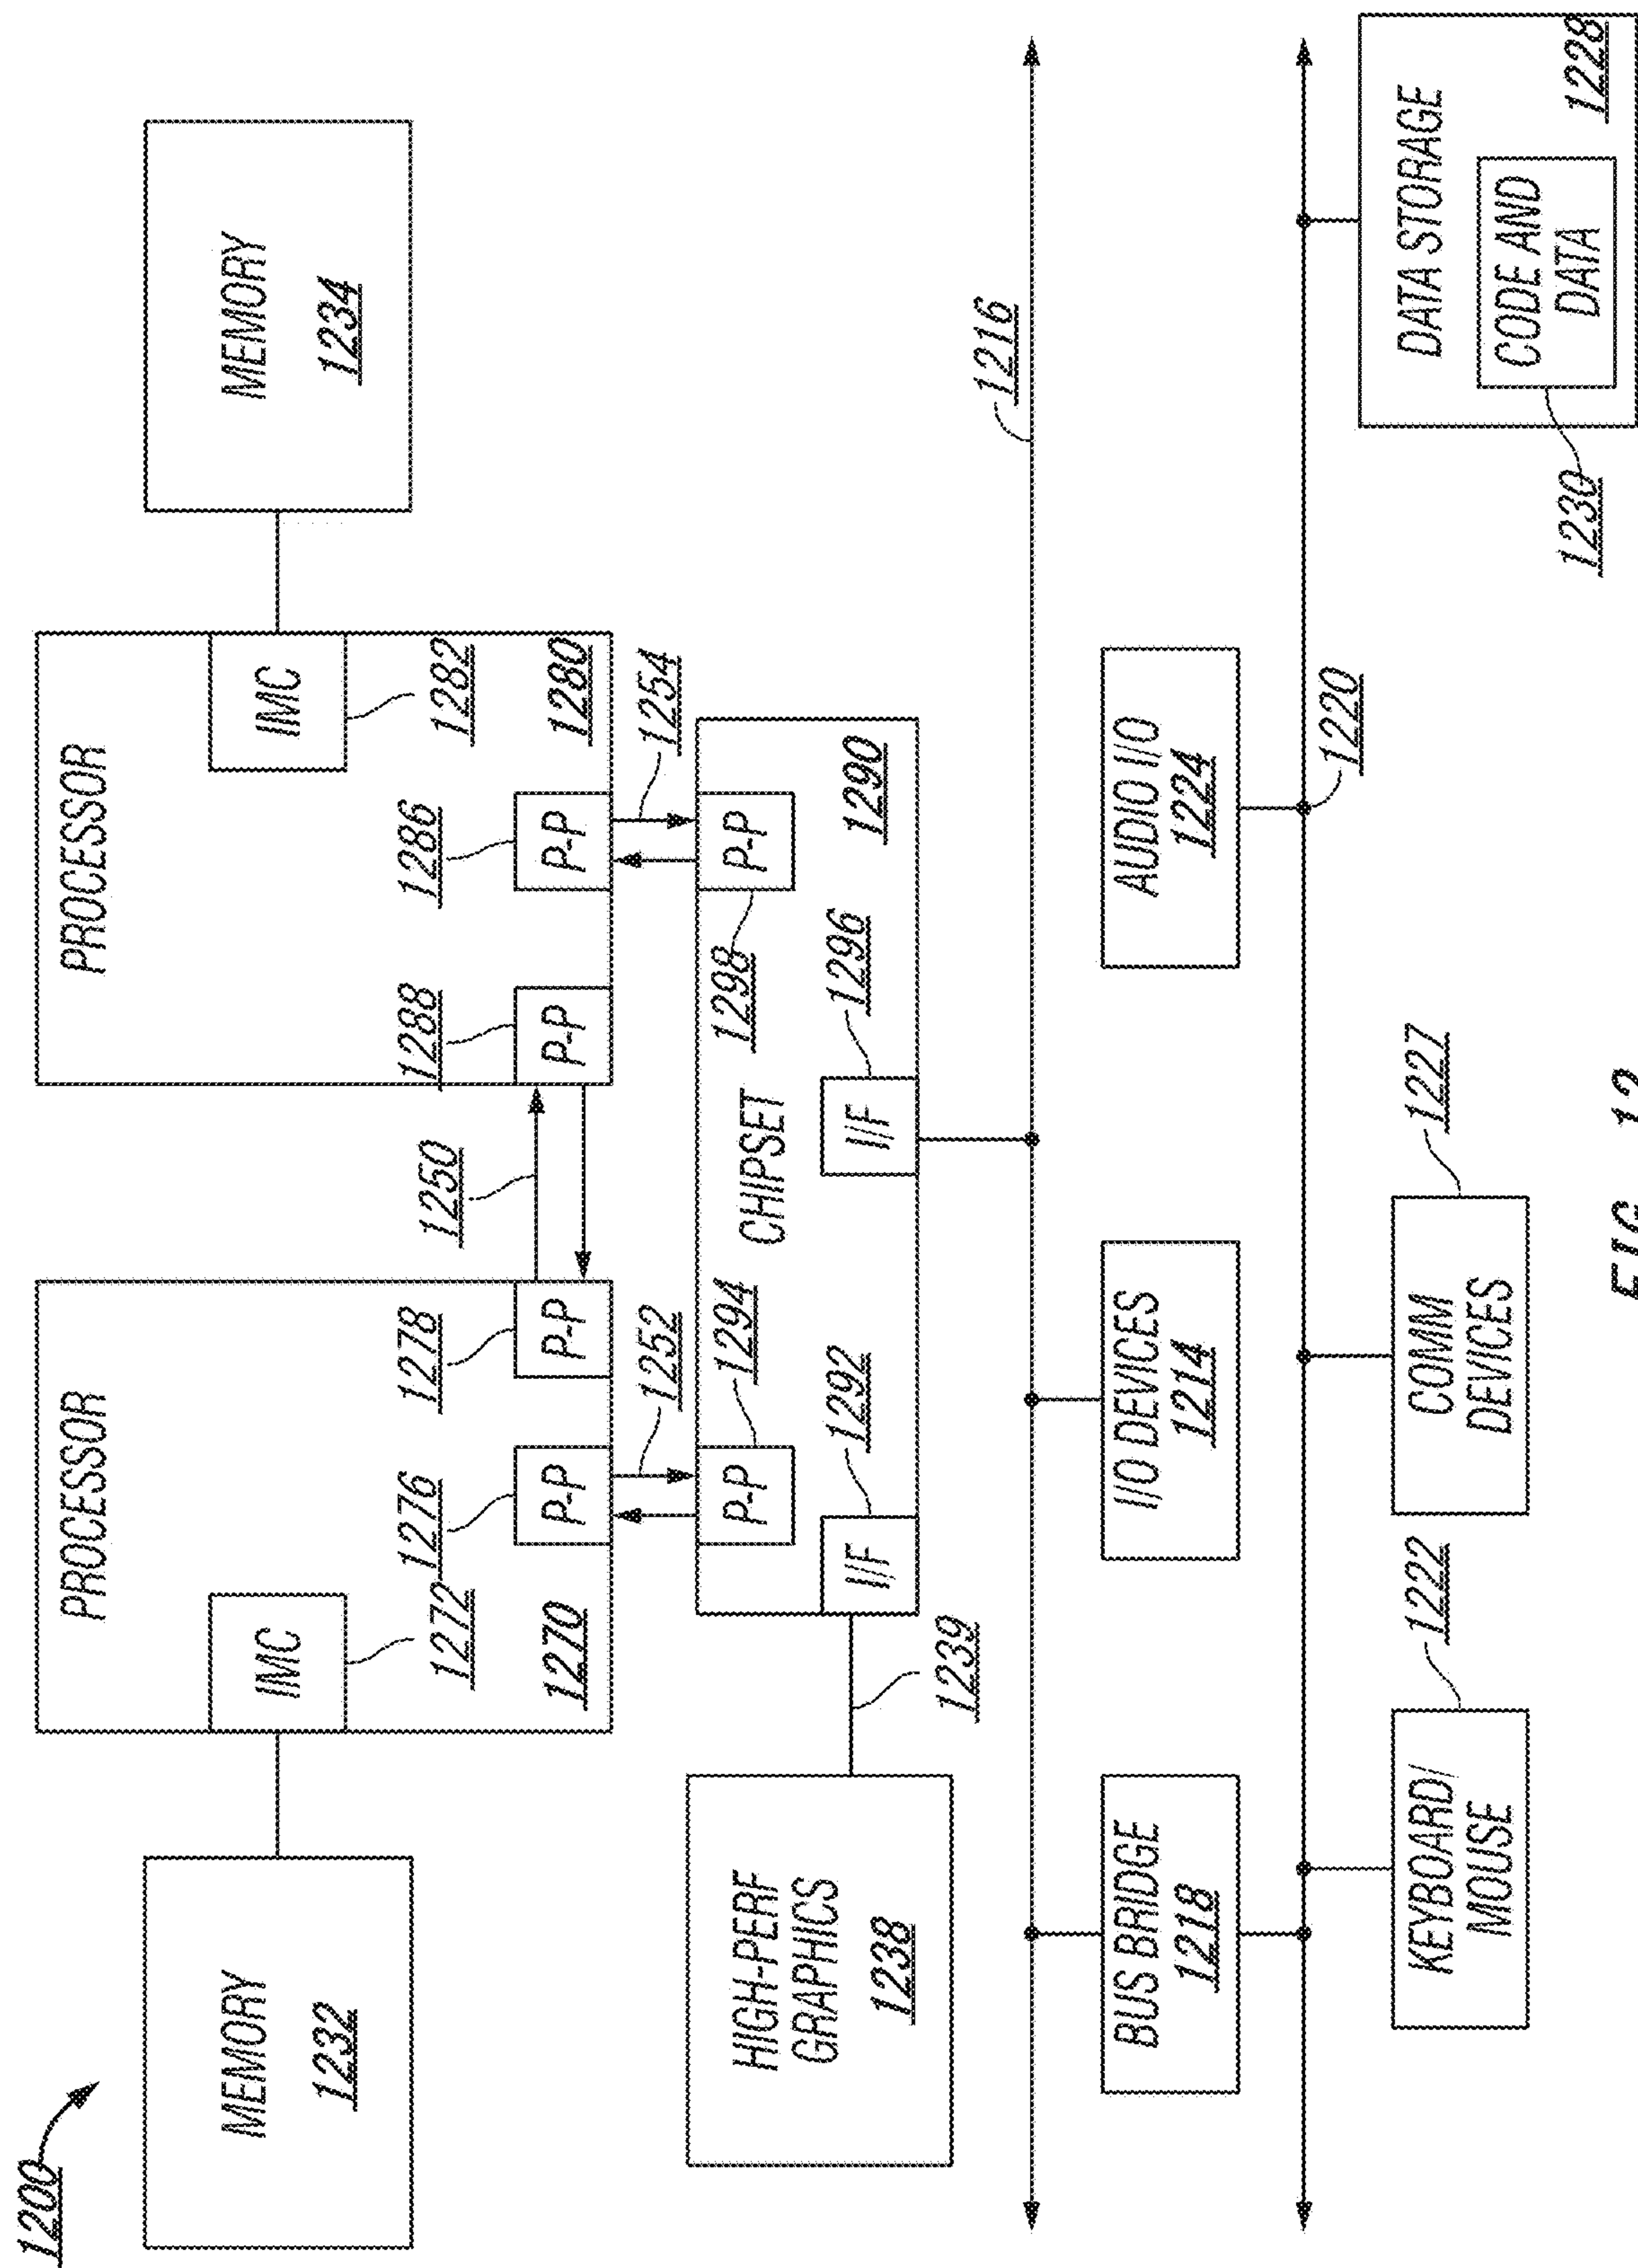 1200
PROCESSOR
PROCESSOR
MEMORY
1232
IMC
1272
1270
1276
P-P
1278
P-P
1250
1288
P-P
1286
P-P
IMC
1282
1280
MEMORY
1234
1252
1254
HIGH-PERF
GRAPHICS
1238
1239
P-P
1294
CHIPSET
1298
P-P
1290
I/F
1292
I/F
1296
1216
BUS BRIDGE
1218
I/O DEVICES
1214
AUDIO I/O
1224
1220
KEYBOARD/
MOUSE
1222
COMM
DEVICES
1227
DATA STORAGE
CODE AND
DATA
1228
1230
FIG. 12